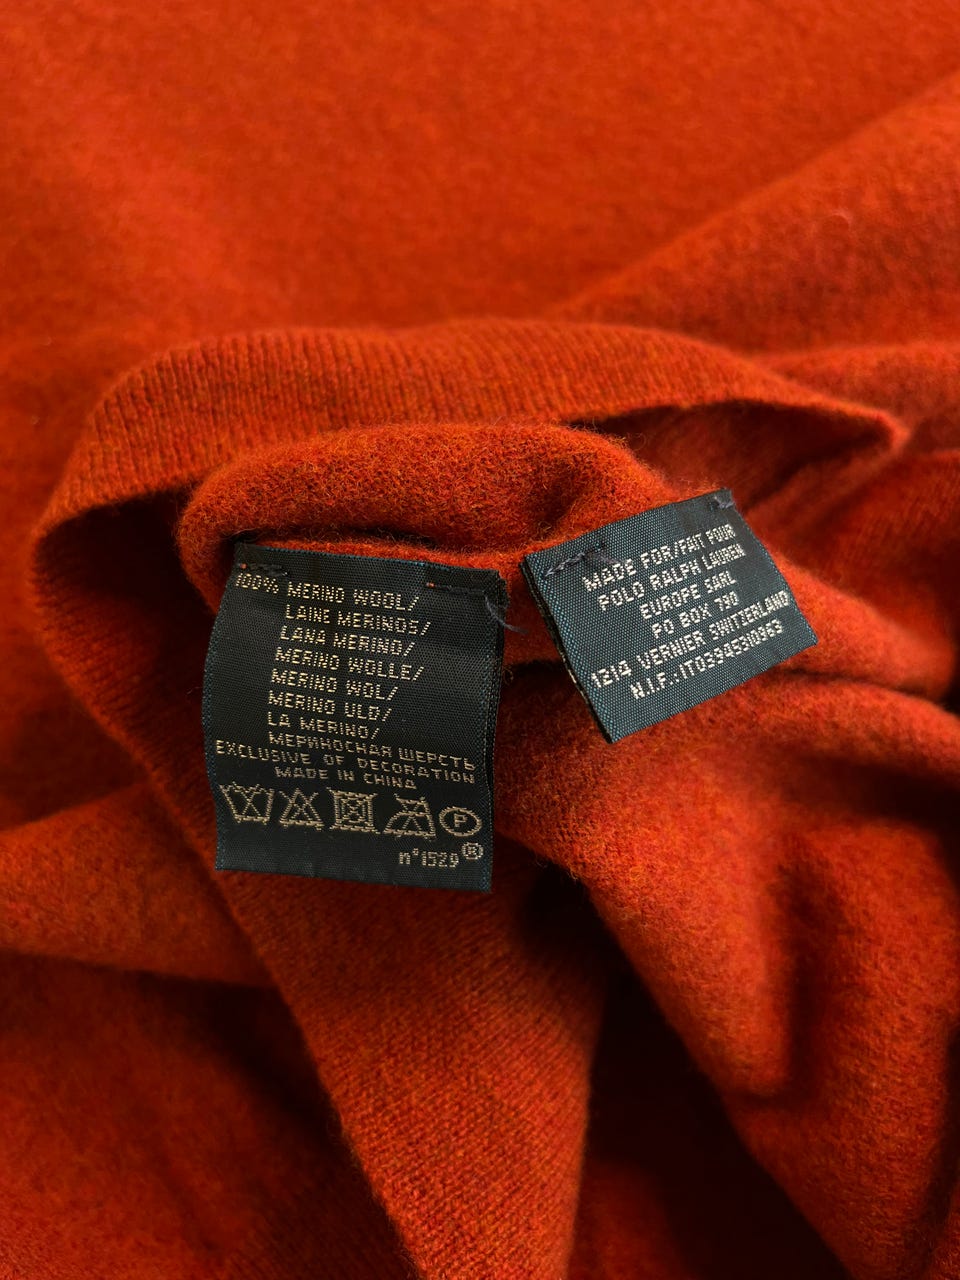 100% MERINO WOOL/
LAINE MERINOS/
LANA MERINO/
MERINO WOLLE/
MERINO WOL/
MERINO ULD/
LA MERINO/
МЕРИНОСНАЯ ШЕРСТЬ
EXCLUSIVE OF DECORATION
MADE IN CHINA
P
n°1529®
MADE FOR/FAIT POUR
POLO RALPH LAUREN
EUROPE SARL
PO BOX 790
1214 VERNIER SWITZERLAND
N.I.F.:IT03945310963